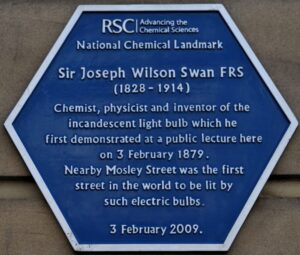 RSC | Advancing the
Chemical Sciences
National Chemical Landmark
Sir Joseph Wilson Swan FRS
(1828 - 1914)
Chemist, physicist and inventor of the
incandescent light bulb which he
first demonstrated at a public lecture here
on 3 February 1879.
Nearby Mosley Street was the first
street in the world to be lit by
such electric bulbs.
3 February 2009.